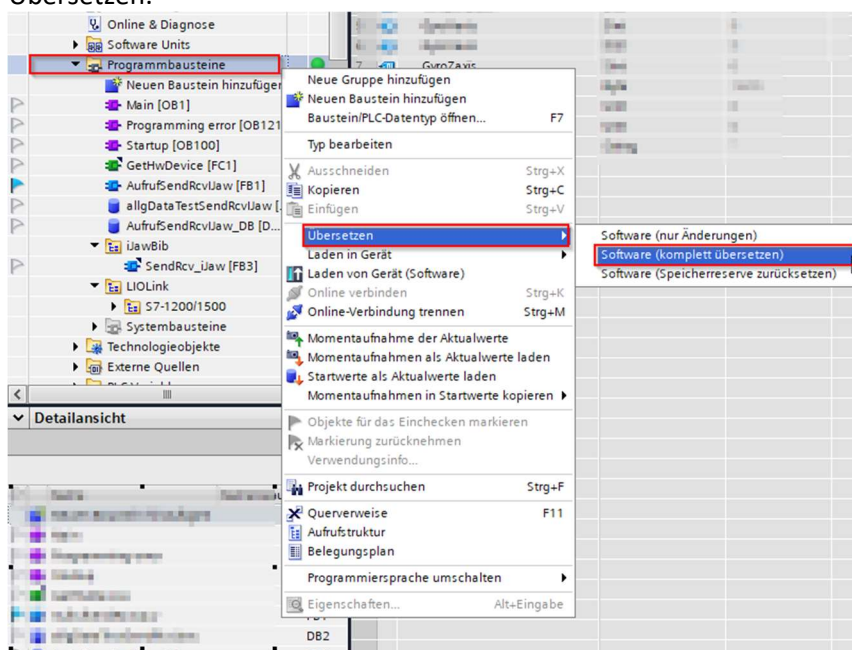 Übersetzen:
Online & Diagnose
Software Units
Programmbausteine
Neuen Baustein hinzufügen
Main [OB1]
Programming error [OB121
Startup [OB100]
GetHwDevice [FC1]
AufrufSendRcvIJaw [FB1]
allgDataTestSendRcvIJaw [.
AufrufSendRcvIJaw_DB [D...
iJawBib
SendRcv_iJaw [FB3]
LIOLink
S7-1200/1500
Systembausteine
Technologieobjekte
Externe Quellen
Detailansicht
7 GyroZaxis
Neue Gruppe hinzufügen
Neuen Baustein hinzufügen
Baustein/PLC-Datentyp öffnen... F7
Typ bearbeiten
Ausschneiden Strg+X
Kopieren Strg+C
Einfügen Strg+V
Übersetzen
Laden in Gerät
Laden von Gerät (Software)
Online verbinden Strg+K
Online-Verbindung trennen Strg+M
Momentaufnahme der Aktualwerte
Momentaufnahmen als Aktualwerte laden
Startwerte als Aktualwerte laden
Momentaufnahmen in Startwerte kopieren
Objekte für das Einchecken markieren
Markierung zurücknehmen
Verwendungsinfo...
Projekt durchsuchen Strg+F
Querverweise F11
Aufrufstruktur
Belegungsplan
Programmiersprache umschalten
Eigenschaften... Alt+Eingabe
Software (nur Änderungen)
Software (komplett übersetzen)
Software (Speicherreserve zurücksetzen)
DB2